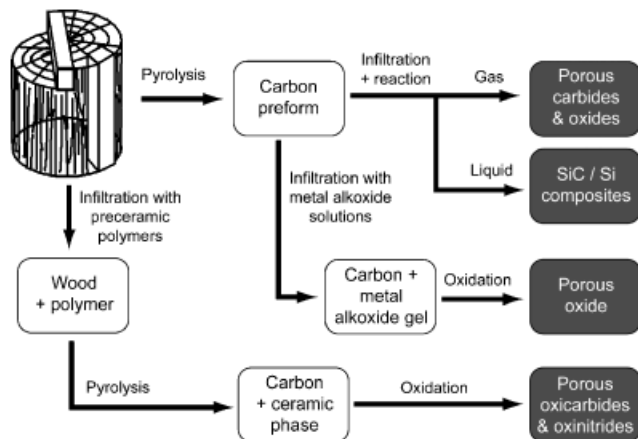 Pyrolysis
Carbon
preform
Infiltration
+ reaction
Gas
Porous
carbides
& oxides
Liquid
SiC / Si
composites
Infiltration with
preceramic
polymers
Infiltration with
metal alkoxide
solutions
Wood
+ polymer
Carbon +
metal
alkoxide gel
Oxidation
Porous
oxide
Pyrolysis
Carbon
+ ceramic
phase
Oxidation
Porous
oxicarbides
& oxinitrides